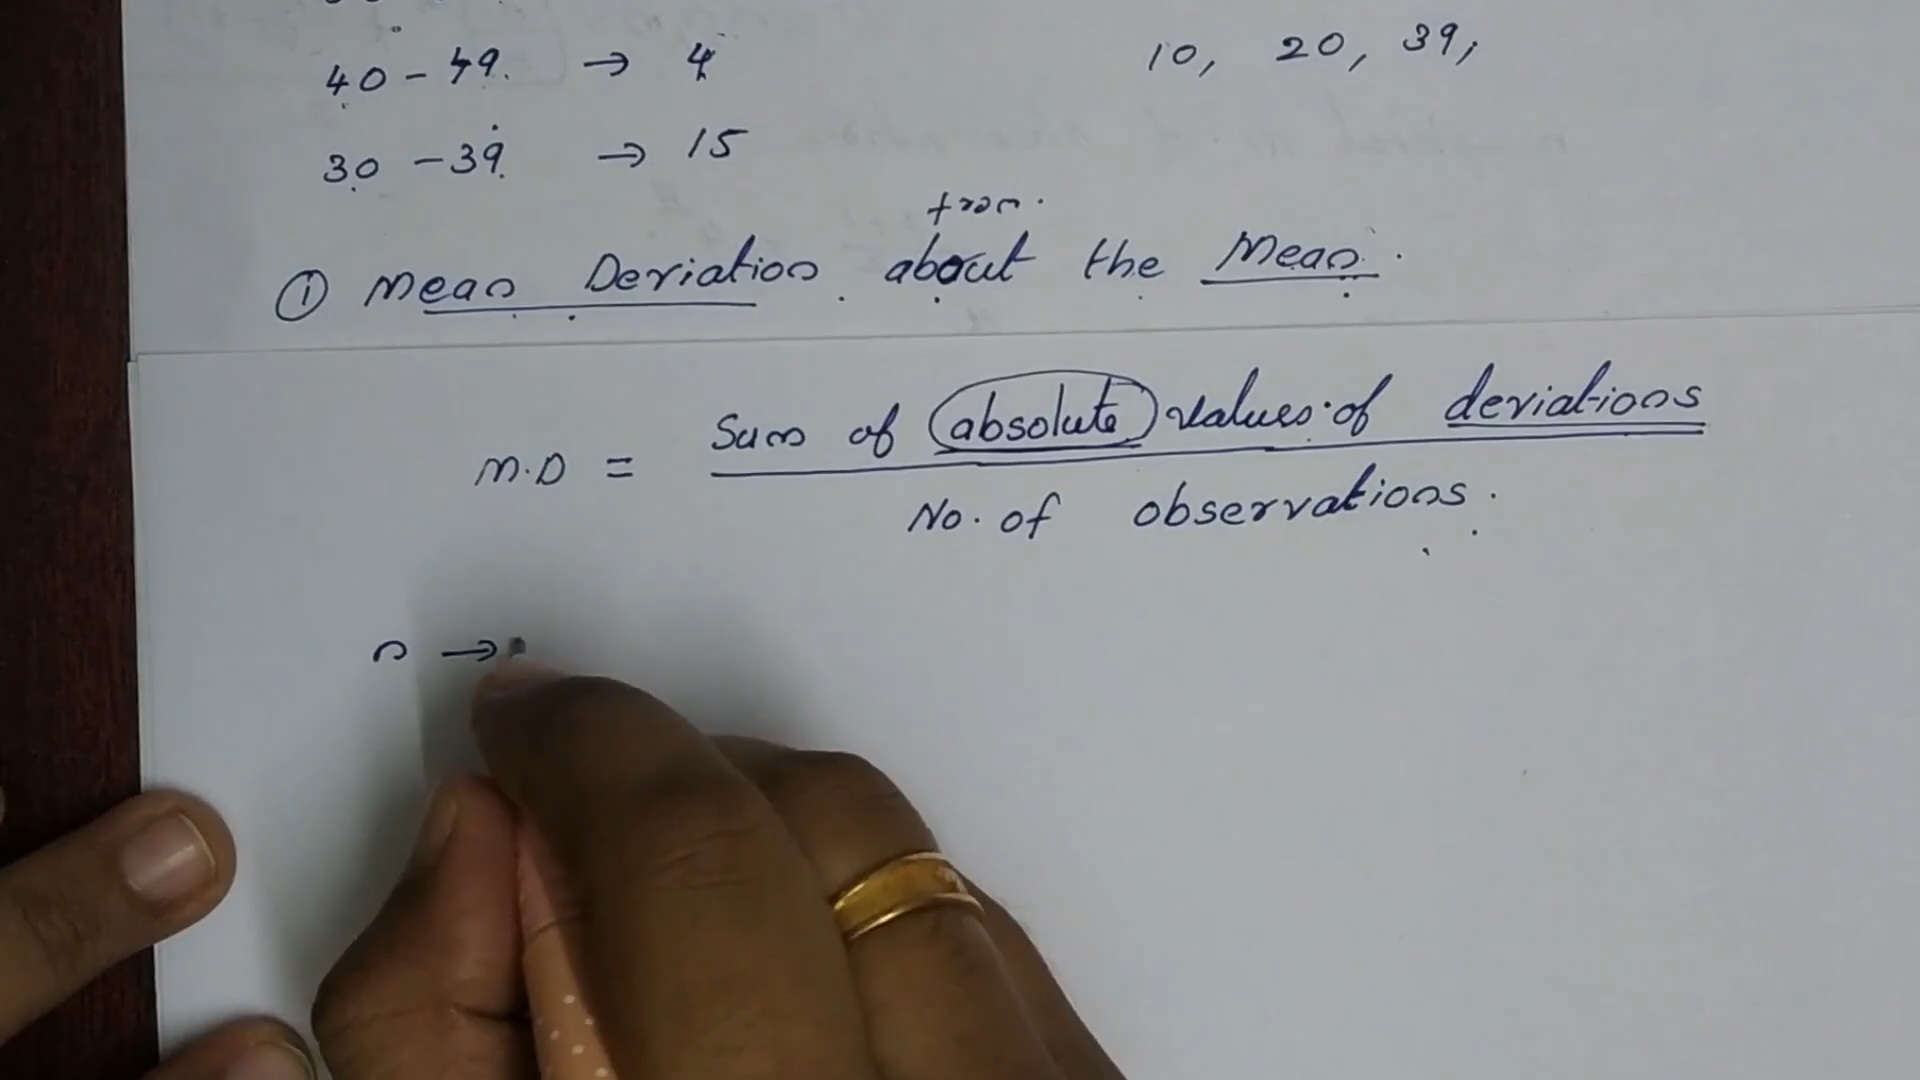 40 - 49. → 4
10, 20, 39,
30 - 39 → 15
from.
① Mean Deviation about the Mean.
M.D = Sum of absolute values of deviations
No. of observations.
n →